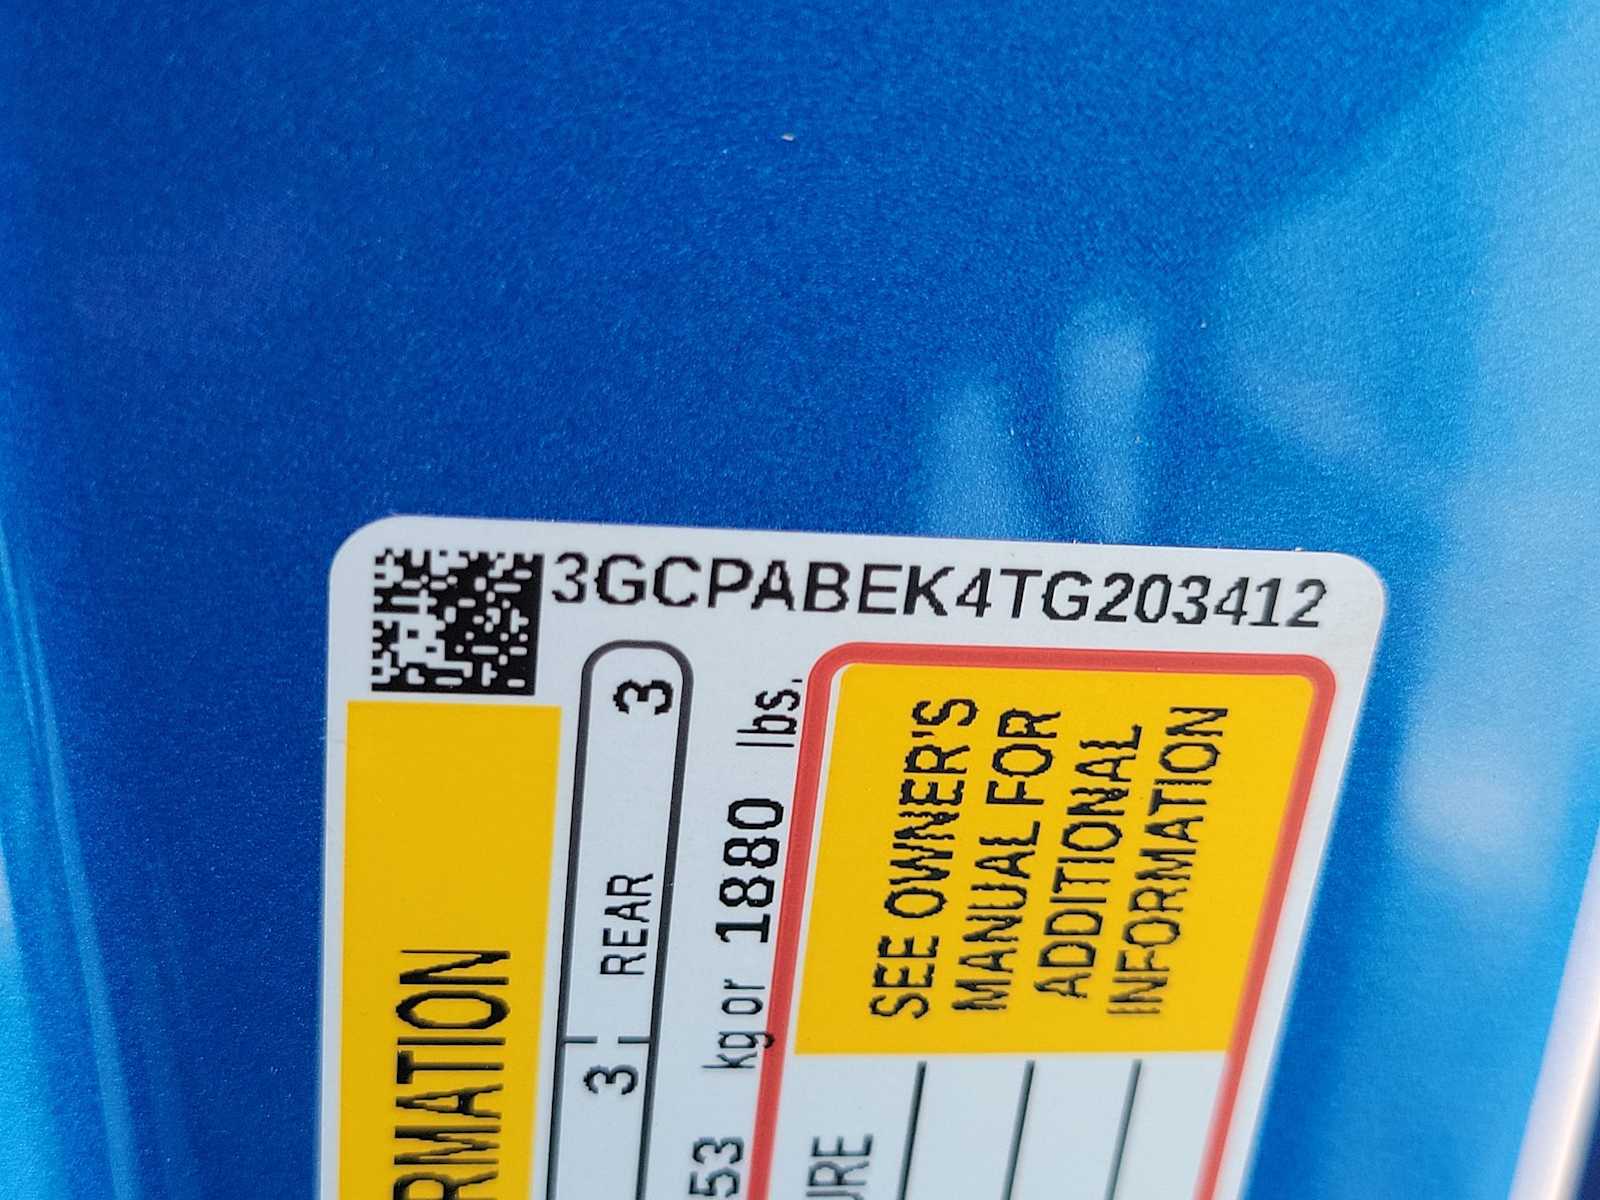 3GCPABEK4TG203412
RMATION
3 REAR 3
53 kg or 1880 lbs.
URE
SEE OWNER'S
MANUAL FOR
ADDITIONAL
INFORMATION